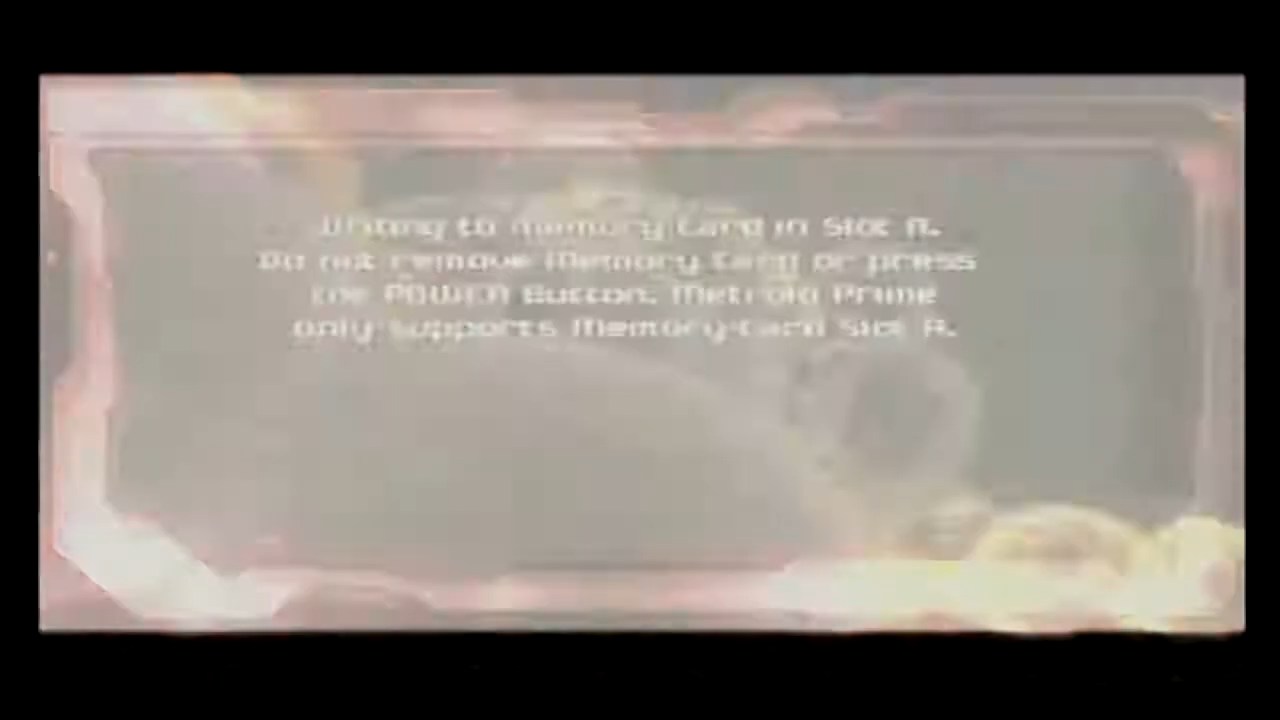 Writing to Memory Card in Slot A.
Do not remove Memory Card or press
the POWER Button. Metroid Prime
only supports Memory Card Slot A.